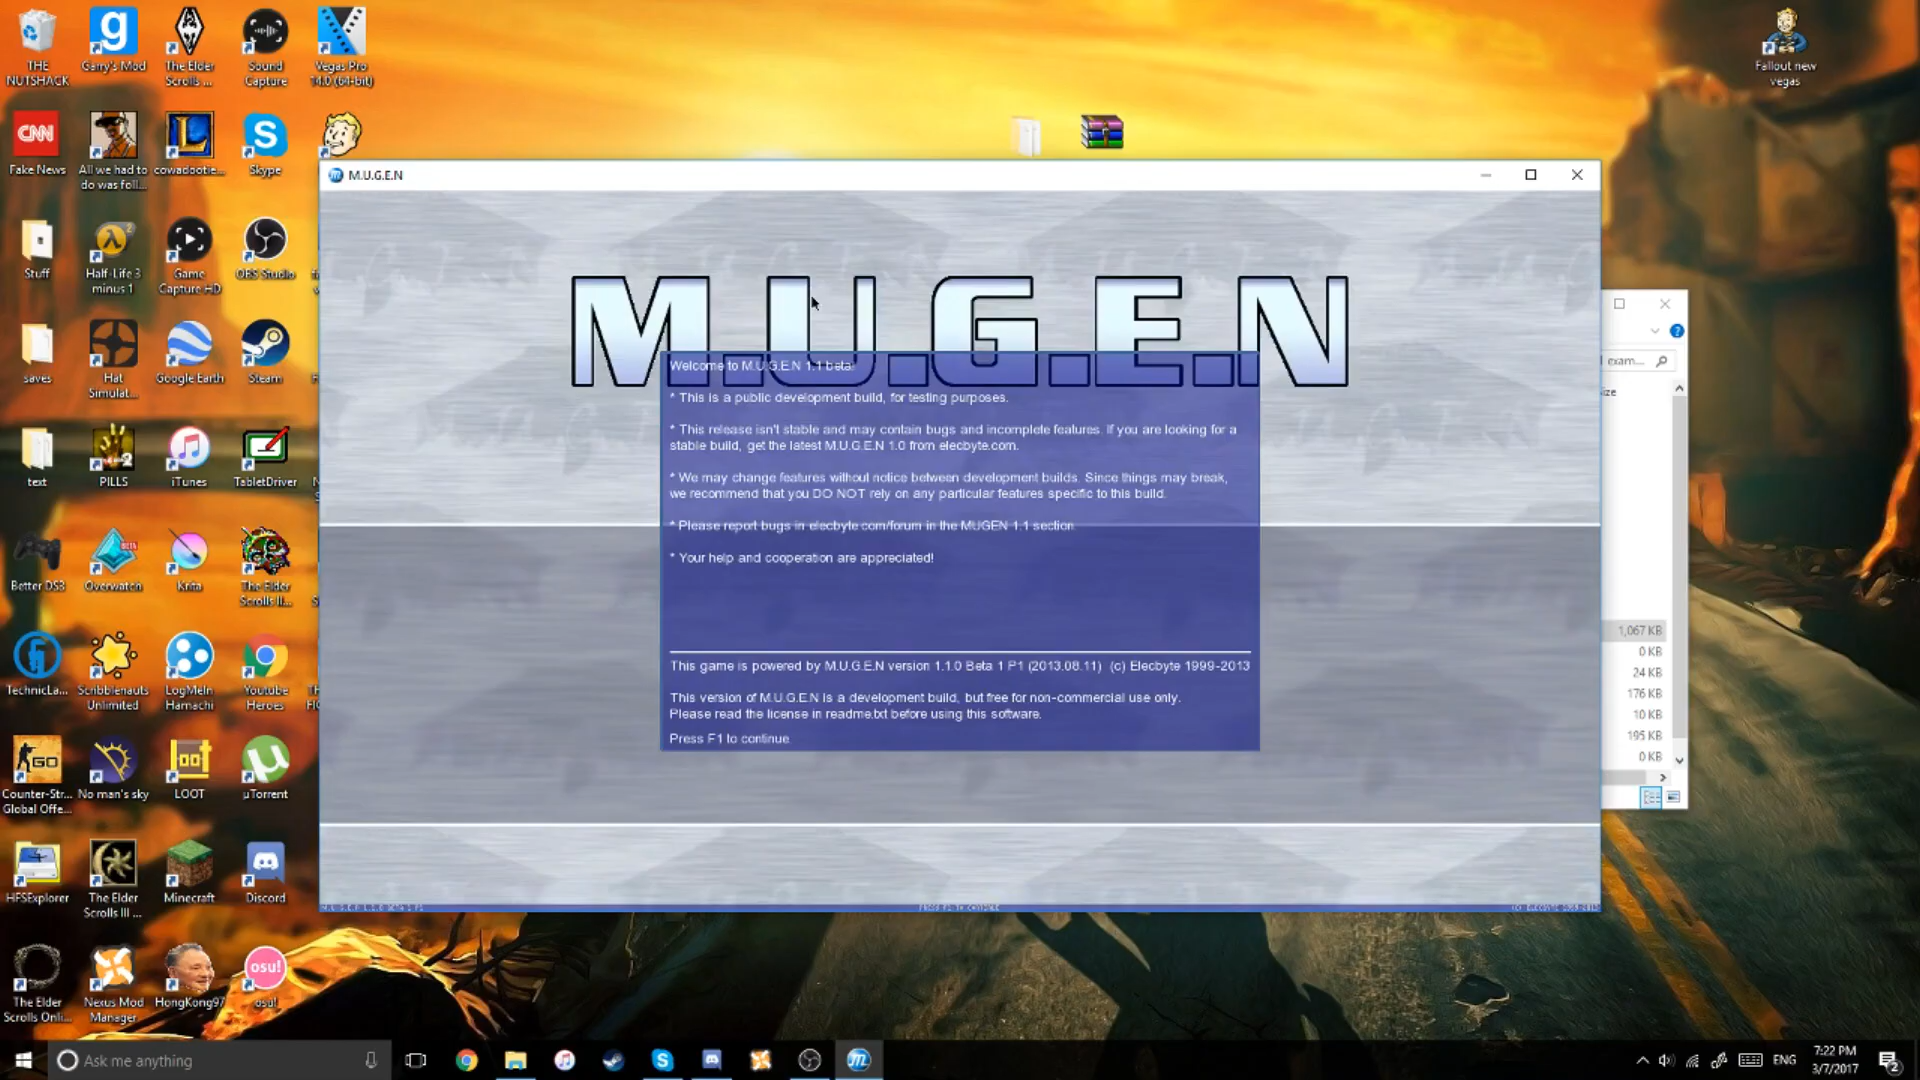 THE
NUTSHACK
Garry's Mod
The Elder
Scrolls ...
Sound
Capture
Vegas Pro
14.0 (64-bit)
Fallout new
vegas
CNN
Fake News
All we had to
do was foll...
cowadootie...
Skype
M.U.G.E.N
Stuff
Half-Life 3
minus 1
Game
Capture HD
OBS Studio
M.U.G.E.N
Welcome to M.U.G.E.N 1.1 beta!
* This is a public development build, for testing purposes.
* This release isn't stable and may contain bugs and incomplete features. If you are looking for a
stable build, get the latest M.U.G.E.N 1.0 from elecbyte.com.
* We may change features without notice between development builds. Since things may break,
we recommend that you DO NOT rely on any particular features specific to this build.
* Please report bugs in elecbyte.com/forum in the MUGEN 1.1 section
* Your help and cooperation are appreciated!
This game is powered by M.U.G.E.N version 1.1.0 Beta 1 P1 (2013.08.11) (c) Elecbyte 1999-2013
This version of M.U.G.E.N is a development build, but free for non-commercial use only.
Please read the license in readme.txt before using this software.
Press F1 to continue
saves
Hat
Simulat...
Google Earth
Steam
exam...
1,067 KB
0 KB
24 KB
176 KB
10 KB
195 KB
0 KB
text
PILLS
iTunes
TabletDriver
Better DS3
Overwatch
Krita
The Elder
Scrolls II...
TechnicLa...
Scribblenauts
Unlimited
LogMeIn
Hamachi
Youtube
Heroes
GO
Counter-Str...
Global Offe...
No man's sky
LOOT
µTorrent
HFSExplorer
The Elder
Scrolls III ...
Minecraft
Discord
osu!
The Elder
Scrolls Onli...
Nexus Mod
Manager
HongKong97
osu!
Ask me anything
ENG
7:22 PM
3/7/2017
2